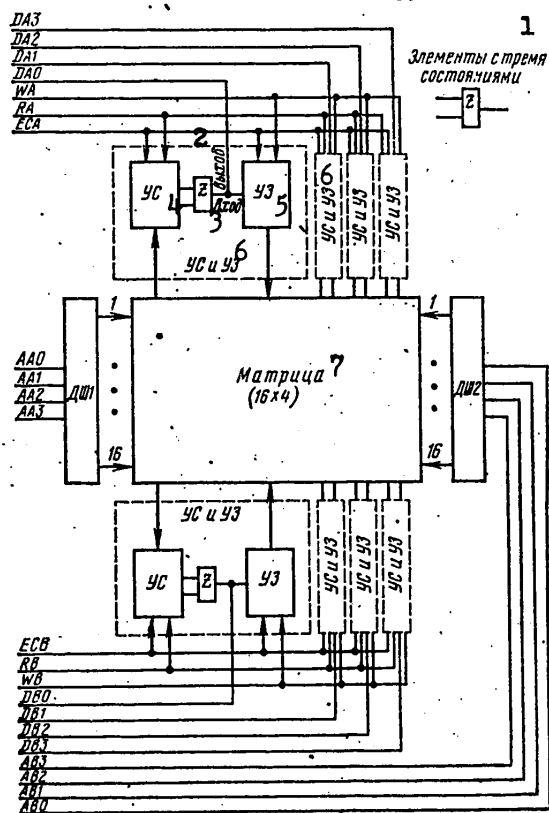 DA3
DA2
DA1
DA0
WA
RA
ECA
1
Элементы с тремя
состояниями
Z
2
Выход
УС
4
Z
3
Вход
УЗ
5
УС и УЗ 6
УС и УЗ 6
УС и УЗ
УС и УЗ
AA0
AA1
AA2
AA3
ДШ1
1
16
Матрица 7
(16×4)
1
16
ДШ2
УС и УЗ
УС
Z
УЗ
УС и УЗ
УС и УЗ
УС и УЗ
ECB
RB
WB
DB0
DB1
DB2
DB3
AB3
AB2
AB1
AB0